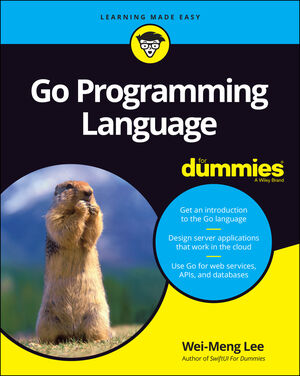 LEARNING MADE EASY
Go Programming
Language
for
dummies®
A Wiley Brand
Get an introduction
to the Go language
Design server applications
that work in the cloud
Use Go for web services,
APIs, and databases
Wei-Meng Lee
Author of SwiftUI For Dummies